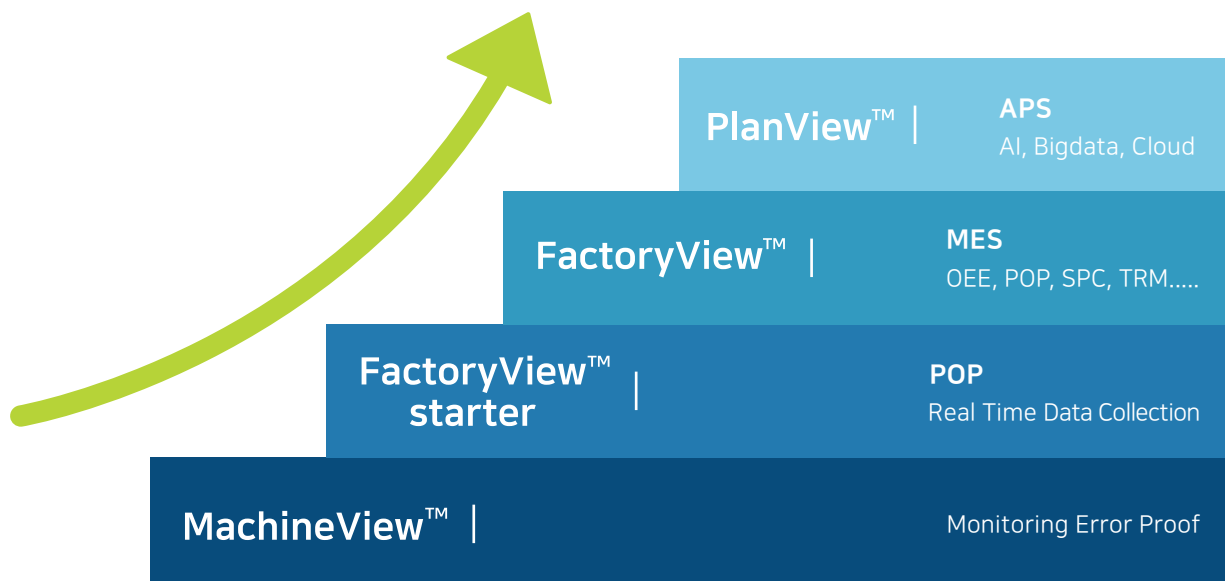 PlanView™
APS
AI, Bigdata, Cloud
FactoryView™
MES
OEE, POP, SPC, TRM.....
FactoryView™
starter
POP
Real Time Data Collection
MachineView™
Monitoring Error Proof